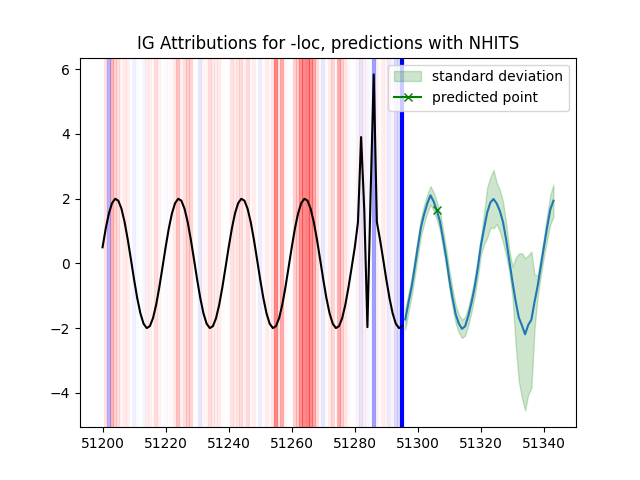 IG Attributions for -loc, predictions with NHITS
standard deviation
predicted point
6
4
2
0
−2
−4
51200 51220 51240 51260 51280 51300 51320 51340